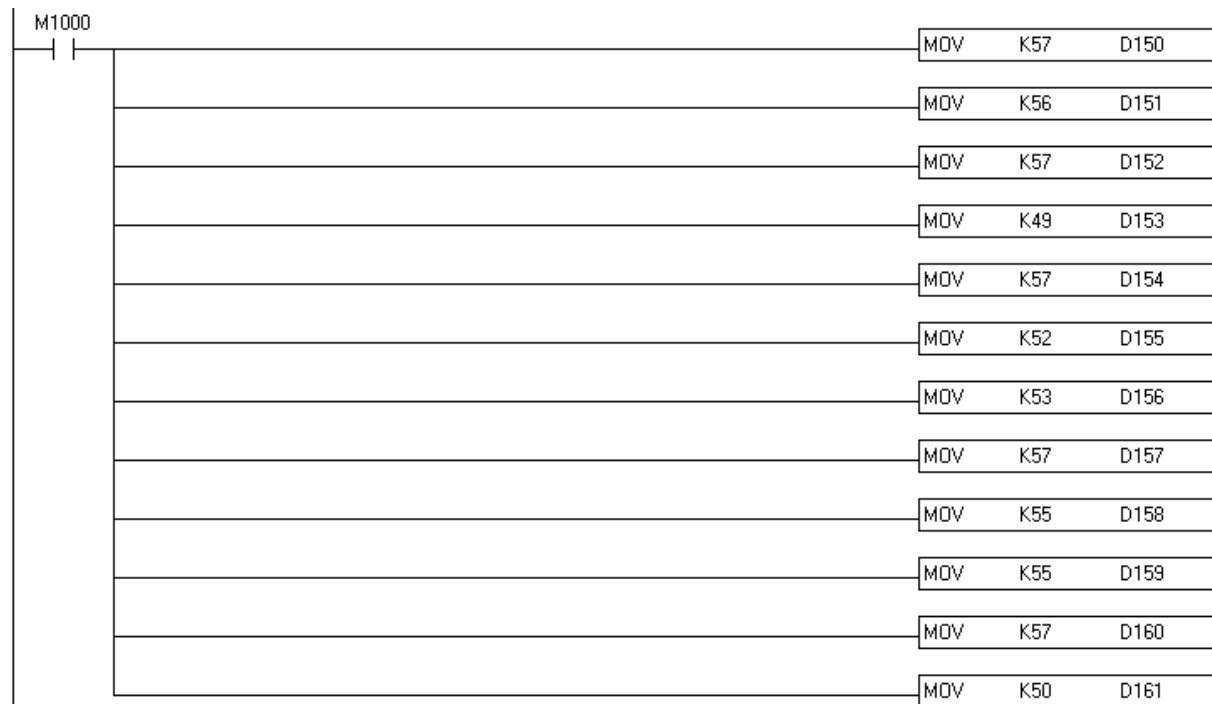 M1000
MOV K57 D150
MOV K56 D151
MOV K57 D152
MOV K49 D153
MOV K57 D154
MOV K52 D155
MOV K53 D156
MOV K57 D157
MOV K55 D158
MOV K55 D159
MOV K57 D160
MOV K50 D161